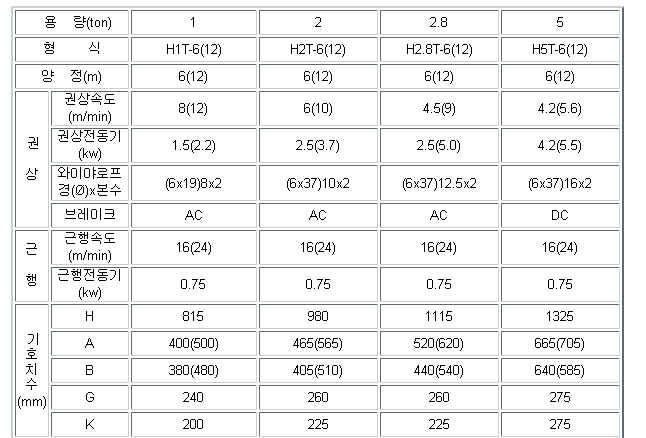 용 량(ton) 1 2 2.8 5
형 식 H1T-6(12) H2T-6(12) H2.8T-6(12) H5T-6(12)
양 정(m) 6(12) 6(12) 6(12) 6(12)
권 상
권상속도 (m/min) 8(12) 6(10) 4.5(9) 4.2(5.6)
권상전동기 (kw) 1.5(2.2) 2.5(3.7) 2.5(5.0) 4.2(5.5)
와이야로프 경(Ø)x본수 (6x19)8x2 (6x37)10x2 (6x37)12.5x2 (6x37)16x2
브레이크 AC AC AC DC
근 행
근행속도 (m/min) 16(24) 16(24) 16(24) 16(24)
근행전동기 (kw) 0.75 0.75 0.75 0.75
기호치수 (mm)
H 815 980 1115 1325
A 400(500) 465(565) 520(620) 665(705)
B 380(480) 405(510) 440(540) 640(585)
G 240 260 260 275
K 200 225 225 275